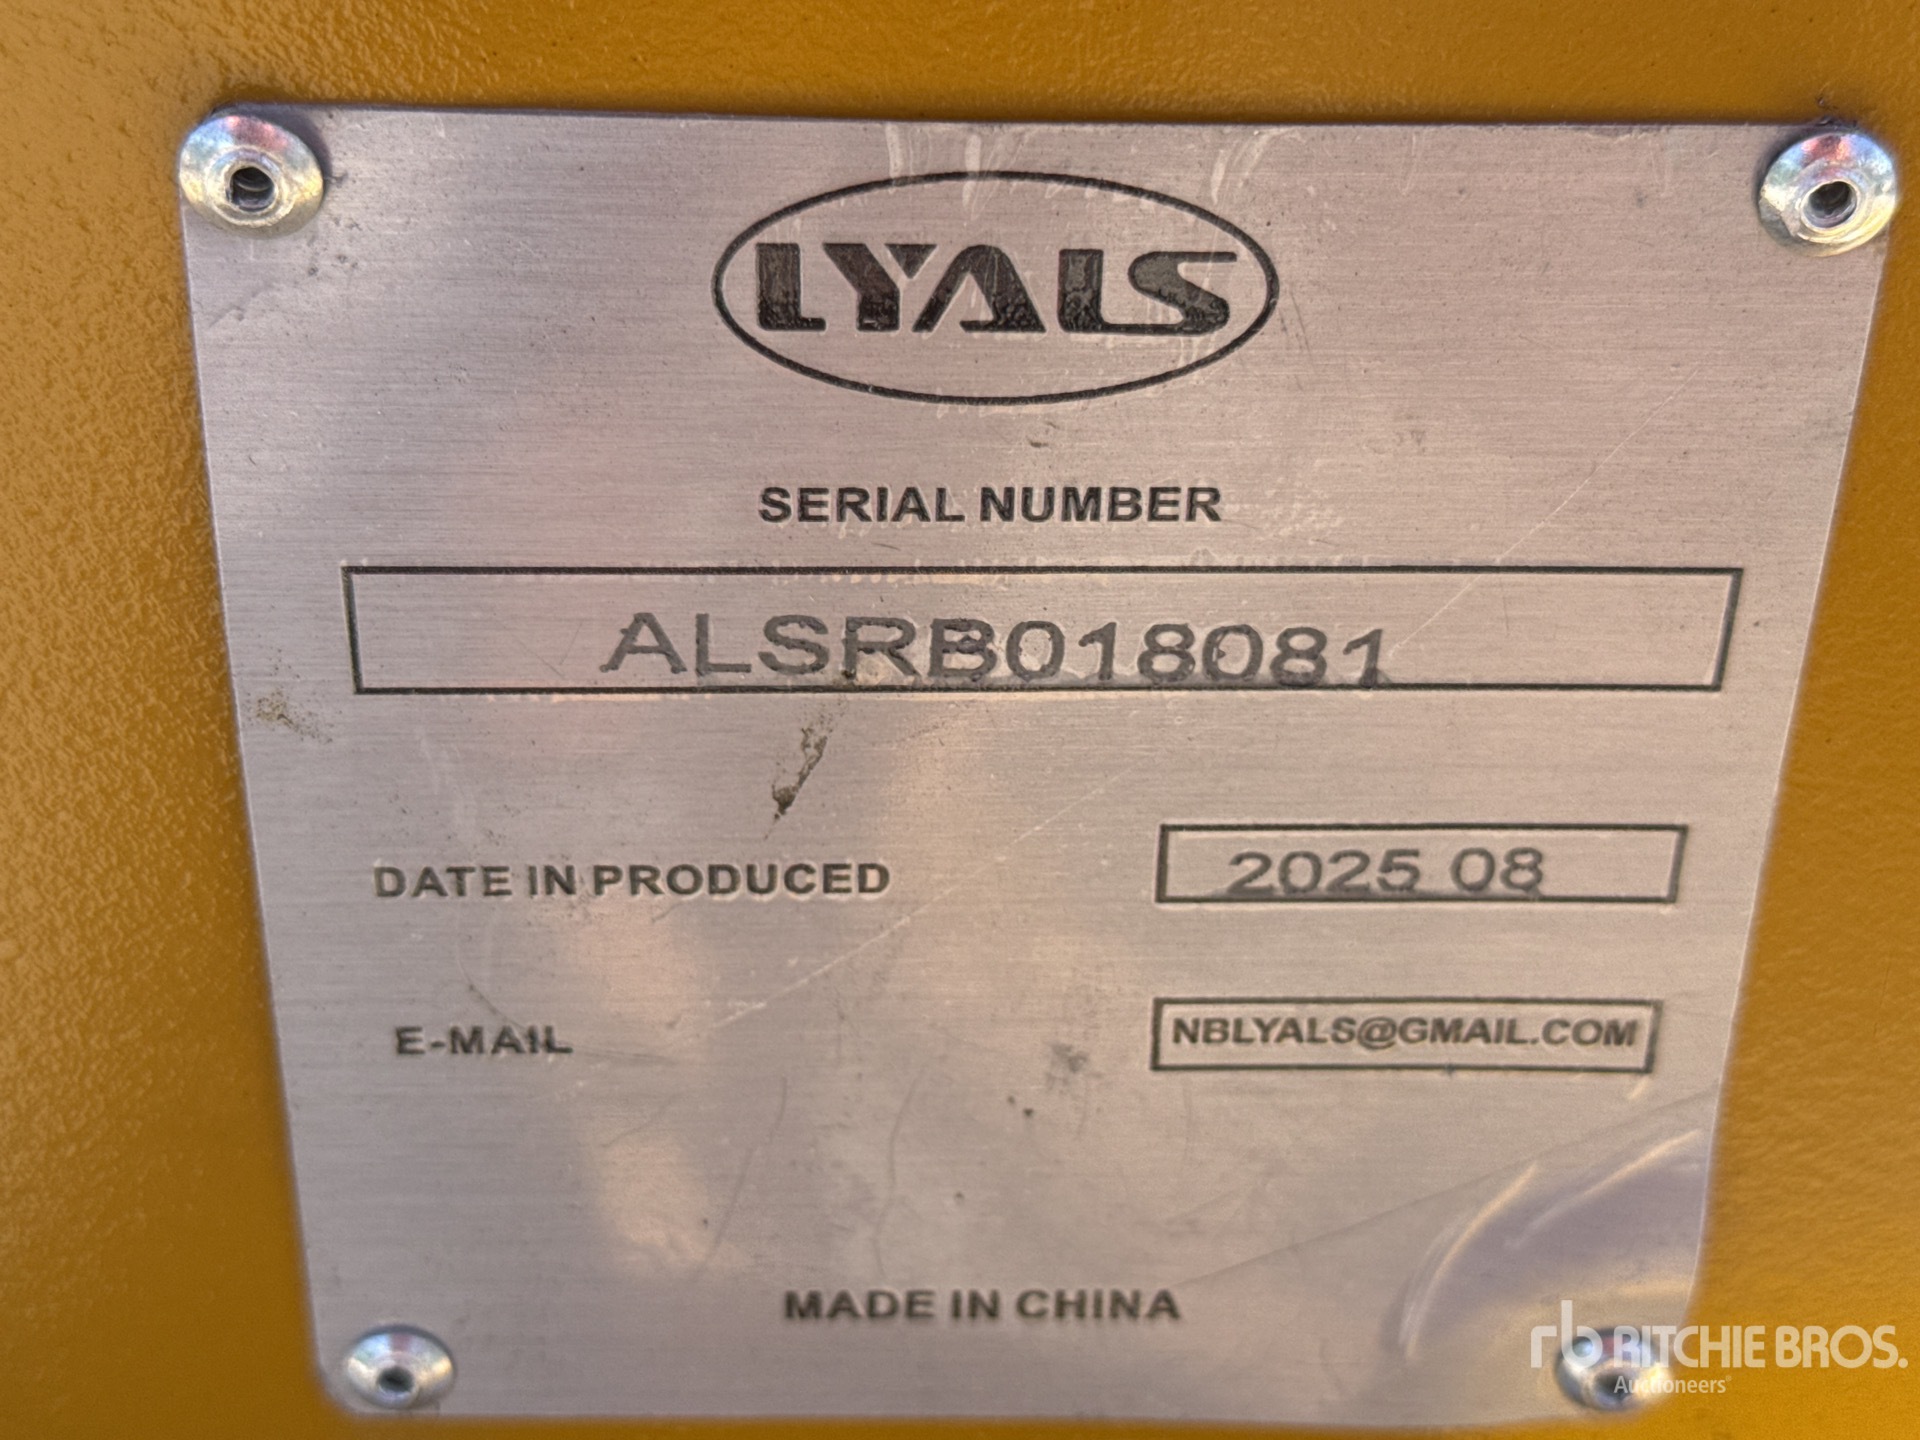 LYALS
SERIAL NUMBER
ALSRB018081
DATE IN PRODUCED
2025 08
E-MAIL
NBLYALS@GMAIL.COM
MADE IN CHINA
rb RITCHIE BROS.
Auctioneers